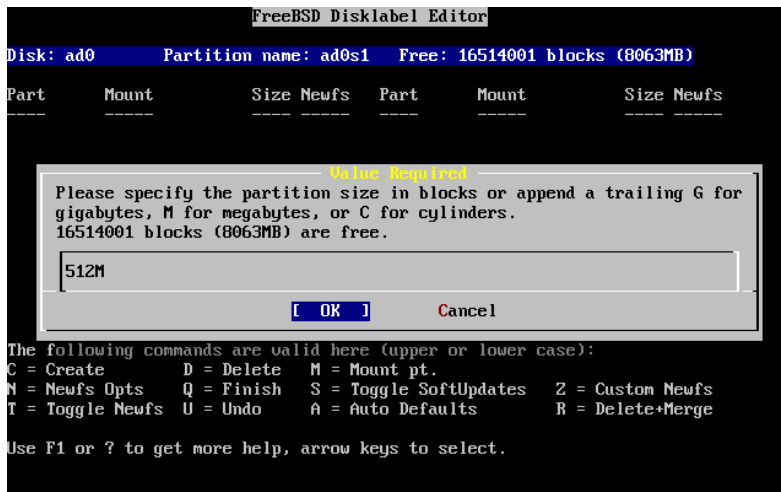 FreeBSD Disklabel Editor
Disk: ad0 Partition name: ad0s1 Free: 16514001 blocks (8063MB)
Part Mount Size Newfs Part Mount Size Newfs
---- ----- ---- ----- ---- ----- ---- -----
Value Required
Please specify the partition size in blocks or append a trailing G for
gigabytes, M for megabytes, or C for cylinders.
16514001 blocks (8063MB) are free.
512M
[ OK ] Cancel
The following commands are valid here (upper or lower case):
C = Create D = Delete M = Mount pt.
N = Newfs Opts Q = Finish S = Toggle SoftUpdates Z = Custom Newfs
T = Toggle Newfs U = Undo A = Auto Defaults R = Delete+Merge
Use F1 or ? to get more help, arrow keys to select.